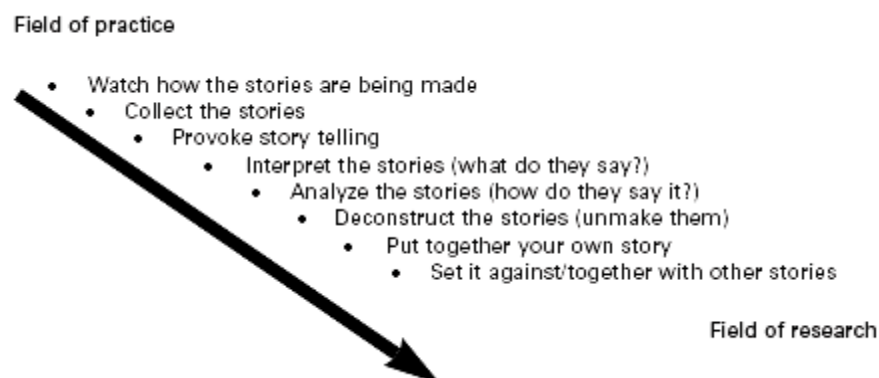 Field of practice
• Watch how the stories are being made
• Collect the stories
• Provoke story telling
• Interpret the stories (what do they say?)
• Analyze the stories (how do they say it?)
• Deconstruct the stories (unmake them)
• Put together your own story
• Set it against/together with other stories
Field of research